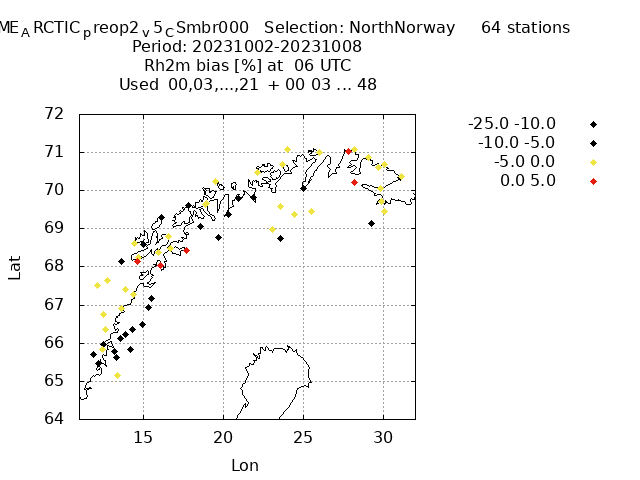 ME_ARCTIC_preop2_v5_CSmbr000 Selection: NorthNorway 64 stations
Period: 20231002-20231008
Rh2m bias [%] at 06 UTC
Used 00,03,...,21 + 00 03 ... 48
72
71
70
69
68
67
66
65
64
15
20
25
30
Lat
Lon
-25.0 -10.0
-10.0 -5.0
-5.0 0.0
0.0 5.0